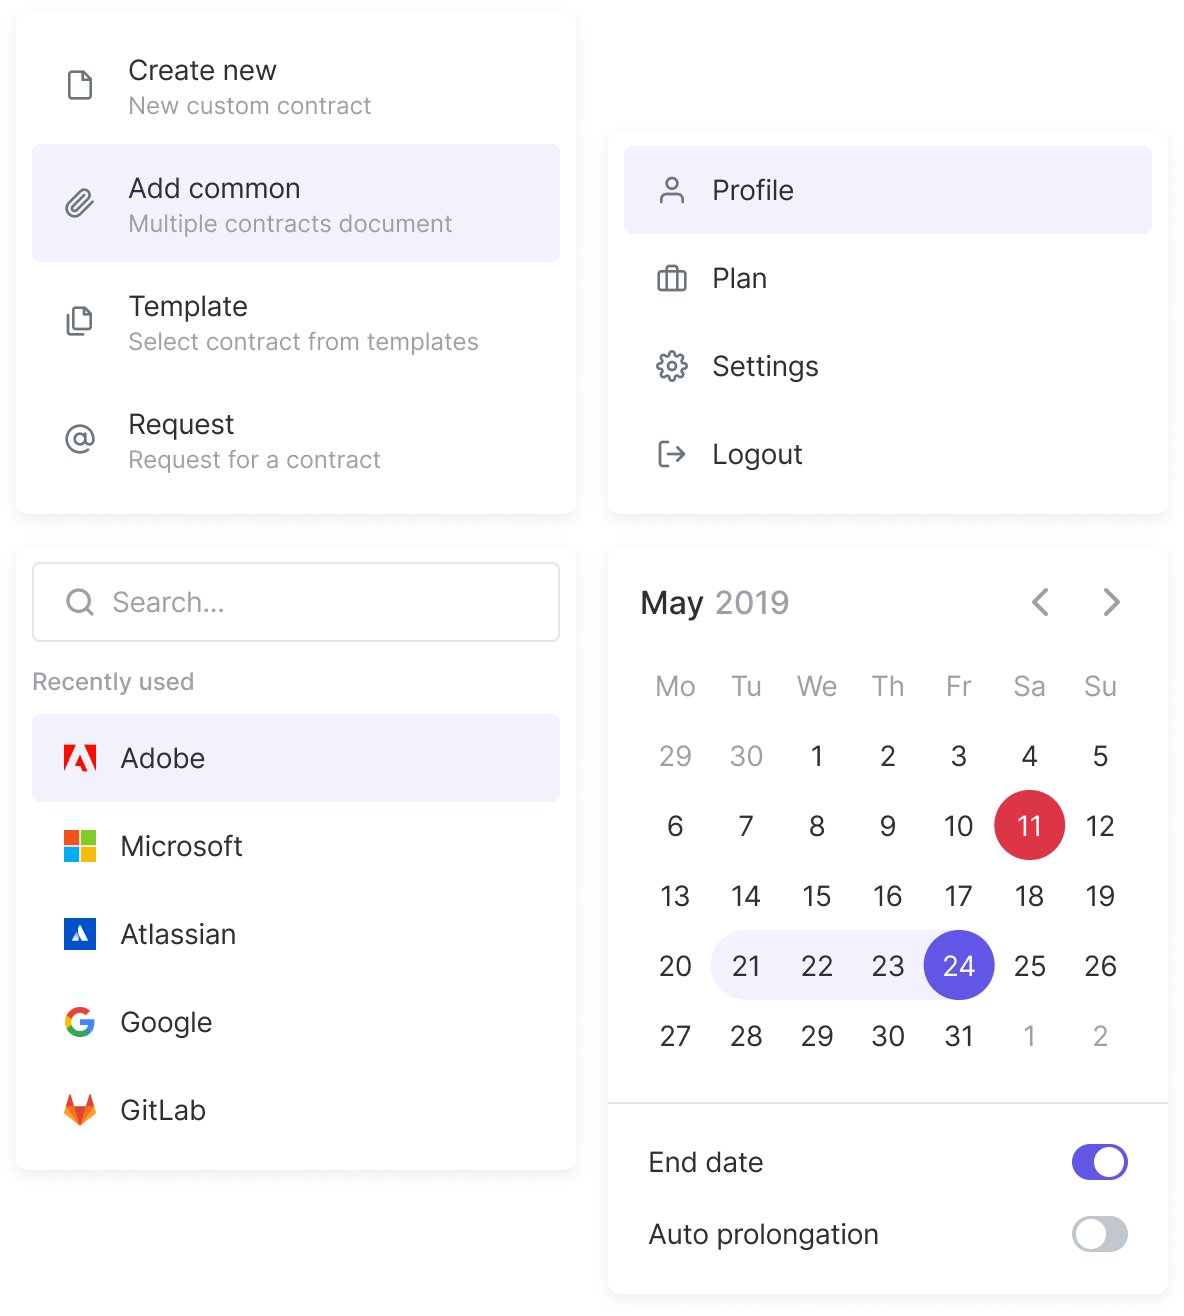 Create new
New custom contract
Add common
Multiple contracts document
Template
Select contract from templates
Request
Request for a contract
Profile
Plan
Settings
Logout
Search...
Recently used
Adobe
Microsoft
Atlassian
Google
GitLab
May 2019
Mo Tu We Th Fr Sa Su
29 30 1 2 3 4 5
6 7 8 9 10 11 12
13 14 15 16 17 18 19
20 21 22 23 24 25 26
27 28 29 30 31 1 2
End date
Auto prolongation